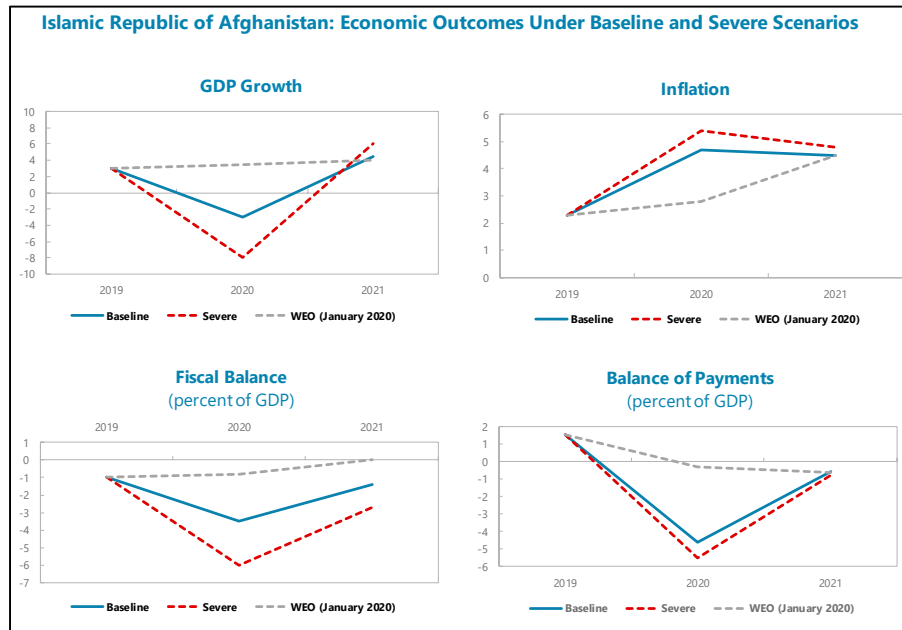 Islamic Republic of Afghanistan: Economic Outcomes Under Baseline and Severe Scenarios
GDP Growth
10
8
6
4
2
0
-2
-4
-6
-8
-10
2019 2020 2021
Baseline Severe WEO (January 2020)
Inflation
6
5
4
3
2
1
0
2019 2020 2021
Baseline Severe WEO (January 2020)
Fiscal Balance
(percent of GDP)
2019 2020 2021
1
0
-1
-2
-3
-4
-5
-6
-7
Baseline Severe WEO (January 2020)
Balance of Payments
(percent of GDP)
2
1
0
-1
-2
-3
-4
-5
-6
2019 2020 2021
Baseline Severe WEO (January 2020)